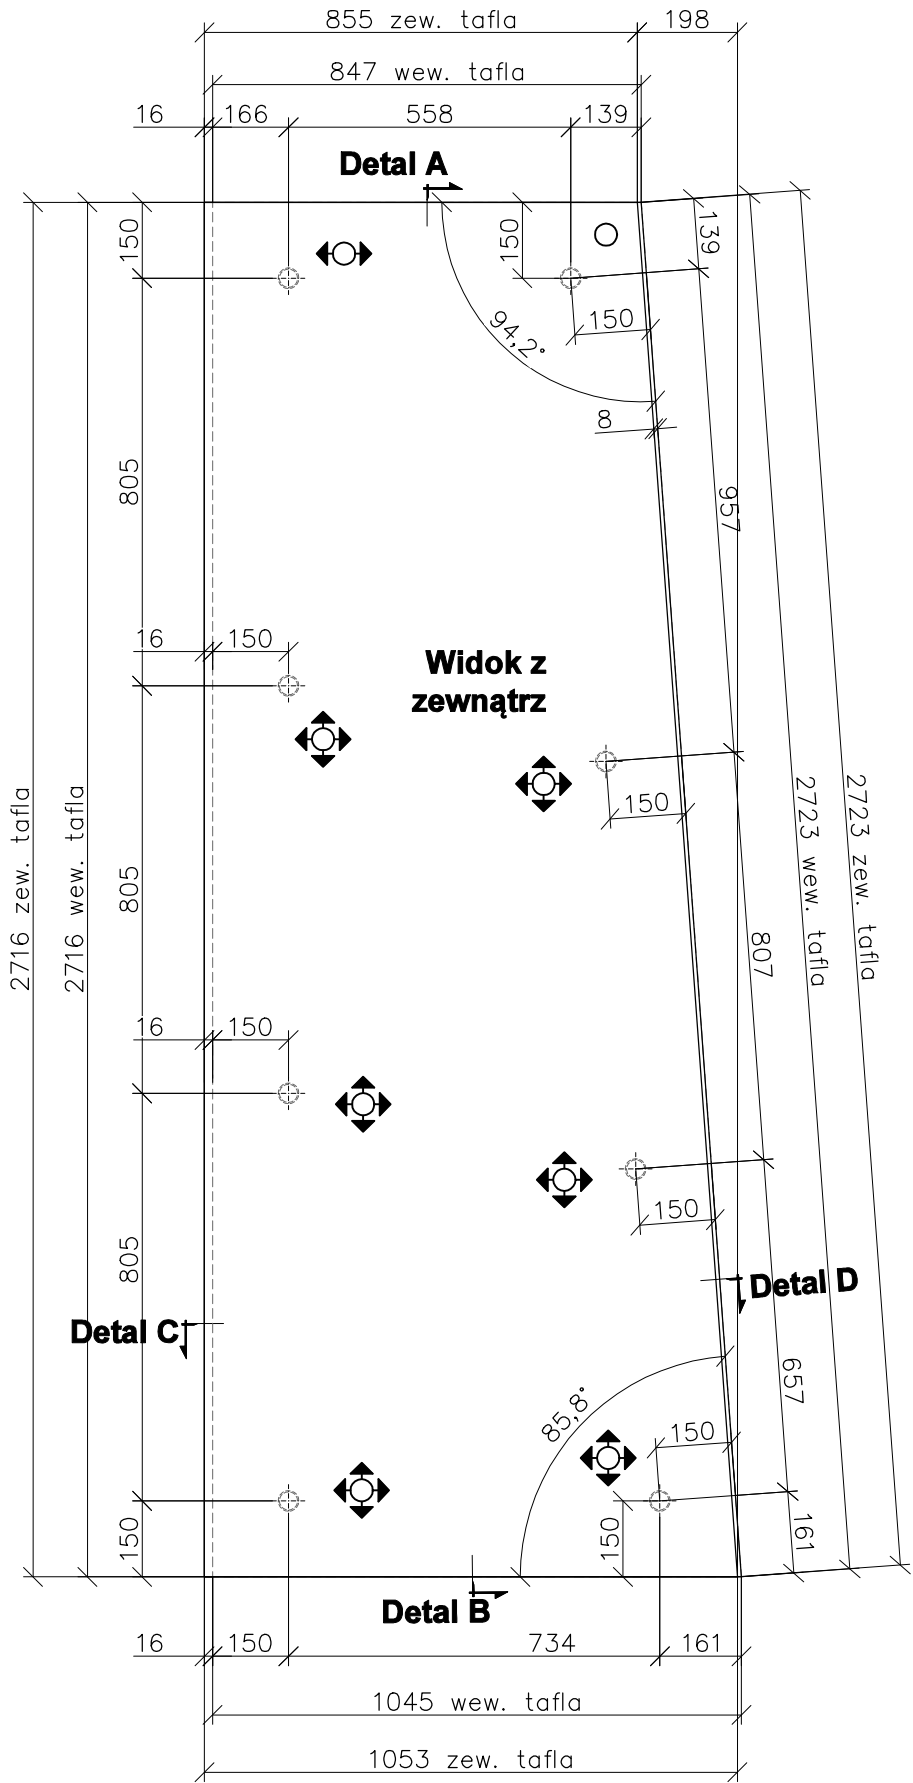 855 zew. tafla
198
847 wew. tafla
16
166
558
139
Detal A
150
150
139
150
94,2°
8
805
957
16
150
Widok z
zewnątrz
150
2716 zew. tafla
2716 wew. tafla
2723 wew. tafla
2723 zew. tafla
805
807
16
150
150
805
Detal D
Detal C
657
85,8°
150
150
150
161
Detal B
16
150
734
161
1045 wew. tafla
1053 zew. tafla